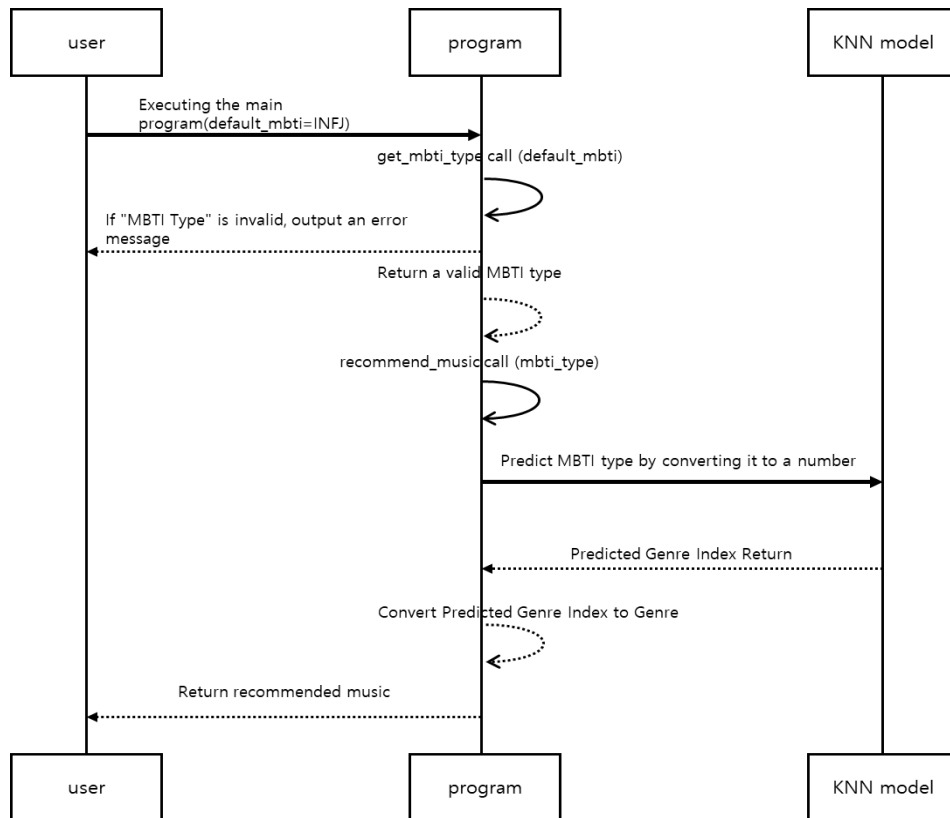 user
program
KNN model
Executing the main
program(default_mbti=INFJ)
get_mbti_type call (default_mbti)
If "MBTI Type" is invalid, output an error
message
Return a valid MBTI type
recommend_music call (mbti_type)
Predict MBTI type by converting it to a number
Predicted Genre Index Return
Convert Predicted Genre Index to Genre
Return recommended music
user
program
KNN model